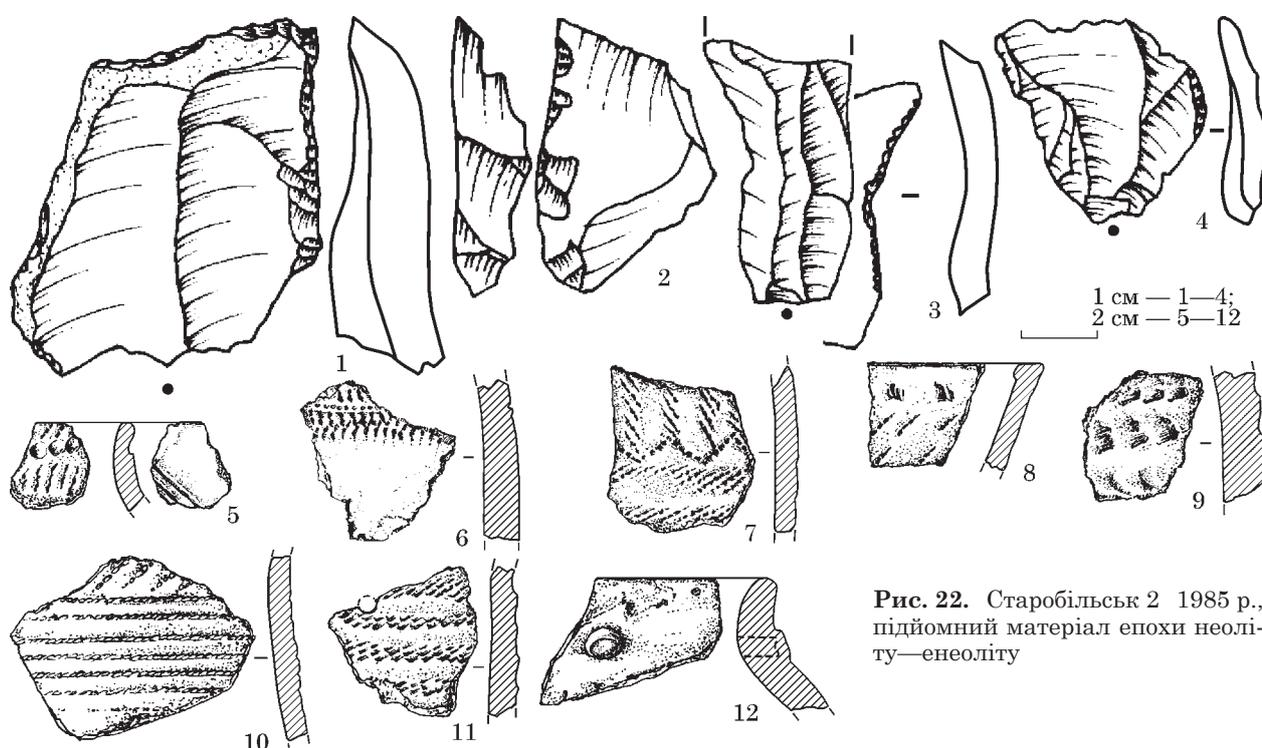 1
2
3
4
1 см — 1—4;
2 см — 5—12
5
6
7
8
9
10
11
12
Рис. 22. Старобільськ 2 1985 р.,
підйомний матеріал епохи неолі-
ту—енеоліту